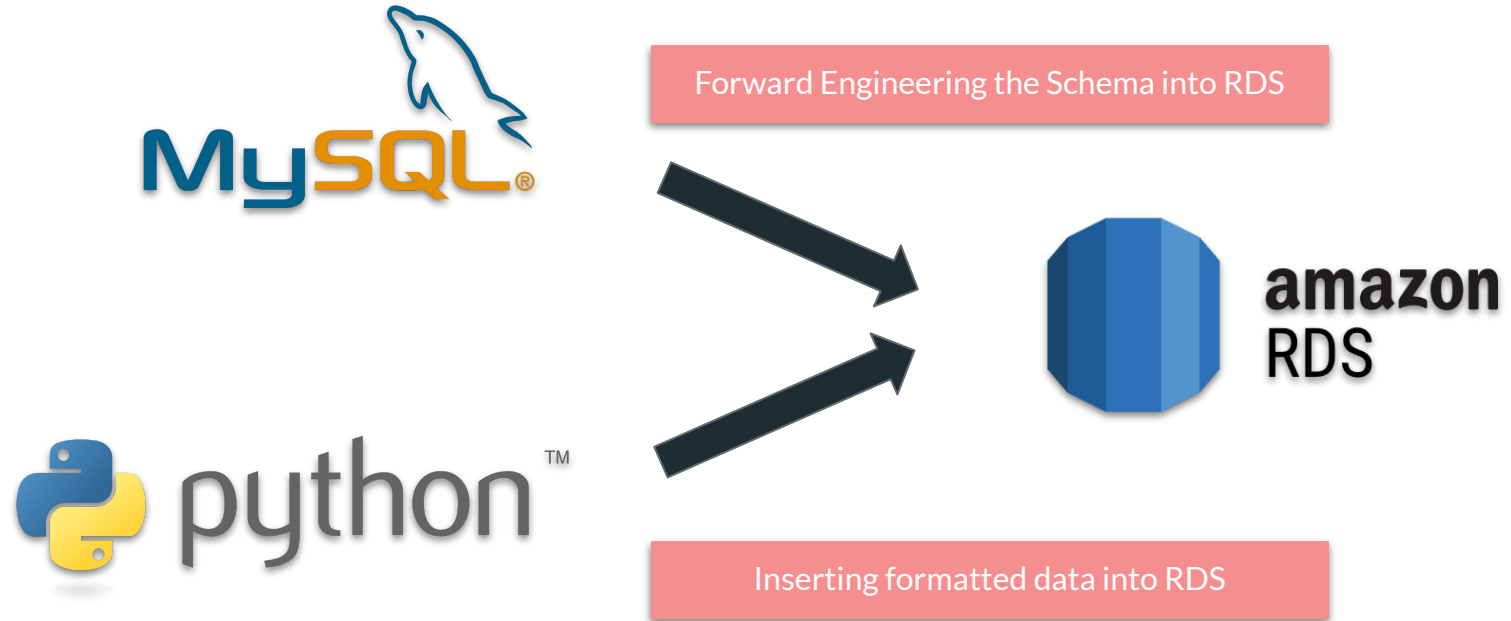 MySQL®
Forward Engineering the Schema into RDS
amazon
RDS
python™
Inserting formatted data into RDS